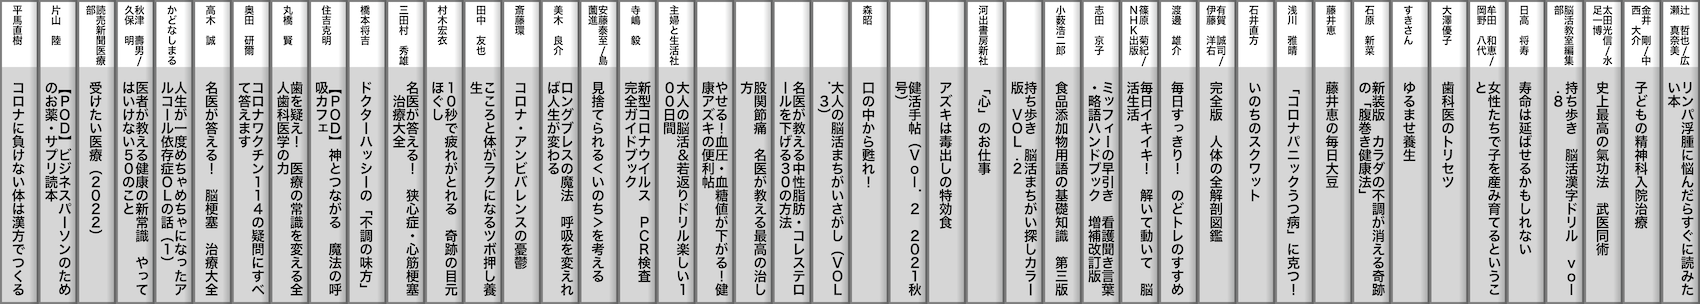 辻　哲也/広
瀬　真奈美
リンパ浮腫に悩んだらすぐに読みた
い本
金井　剛/中
西　大介
子どもの精神科入院治療
太田光信/水
足一博
史上最高の氣功法　武医同術
脳活教室編集
部
持ち歩き　脳活漢字ドリル　ｖｏｌ
．８
日高　将寿
寿命は延ばせるかもしれない
牟田　和恵/
岡野　八代
女性たちで子を産み育てるというこ
と
大澤優子
歯科医のトリセツ
すきさん
ゆるませ養生
石原　新菜
新装版　カラダの不調が消える奇跡
の「腹巻き健康法」
藤井恵
藤井恵の毎日大豆
浅川　雅晴
「コロナパニックうつ病」に克つ！
石井直方
いのちのスクワット
有賀　誠司/
伊藤　洋右
完全版　人体の全解剖図鑑
渡邊　雄介
毎日すっきり！　のどトレのすすめ
篠原　菊紀/
ＮＨＫ出版
毎日イキイキ！　解いて動いて　脳
活生活
志田　京子
ミッフィーの早引き　看護聞き言葉
・略語ハンドブック　増補改訂版
小薮浩二郎
食品添加物用語の基礎知識　第三版
持ち歩き　脳活まちがい探しカラー
版　ＶＯＬ．２
河出書房新社
「心」のお仕事
アズキは毒出しの特効食
健活手帖（Ｖｏｌ．２　２０２１秋
号）
森昭
口の中から甦れ！
大人の脳活まちがいさがし（ＶＯＬ
．３）
名医が教える中性脂肪・コレステロ
ールを下げる３０の方法
股関節痛　名医が教える最高の治し
方
やせる！血圧・血糖値が下がる！健
康アズキの便利帖
主婦と生活社
大人の脳活＆若返りドリル楽しい１
００日間
寺嶋　毅
新型コロナウイルス　ＰＣＲ検査
完全ガイドブック
安藤泰至/島
薗進
見捨てられる＜いのち＞を考える
美木　良介
ロングブレスの魔法　呼吸を変えれ
ば人生が変わる
斎藤環
コロナ・アンビバレンスの憂鬱
田中　友也
こころと体がラクになるツボ押し養
生
村木宏衣
１０秒で疲れがとれる　奇跡の目元
ほぐし
三田村　秀雄
名医が答える！　狭心症・心筋梗塞
　治療大全
橋本将吉
ドクターハッシーの「不調の味方」
住吉克明
【ＰＯＤ】神とつながる　魔法の呼
吸カフェ
丸橋　賢
歯を疑え！　医療の常識を変える全
人歯科医学の力
奥田　研爾
コロナワクチン１１４の疑問にすべ
て答えます
高木　誠
名医が答える！　脳梗塞　治療大全
かどなしまる
人生が一度めちゃめちゃになったア
ルコール依存症ＯＬの話（１）
秋津　壽男/
久保　明
医者が教える健康の新常識　やって
はいけない５０のこと
読売新聞医療
部
受けたい医療（２０２２）
片山　陸
【ＰＯＤ】ビジネスパーソンのため
のお薬・サプリ読本
平馬直樹
コロナに負けない体は漢方でつくる